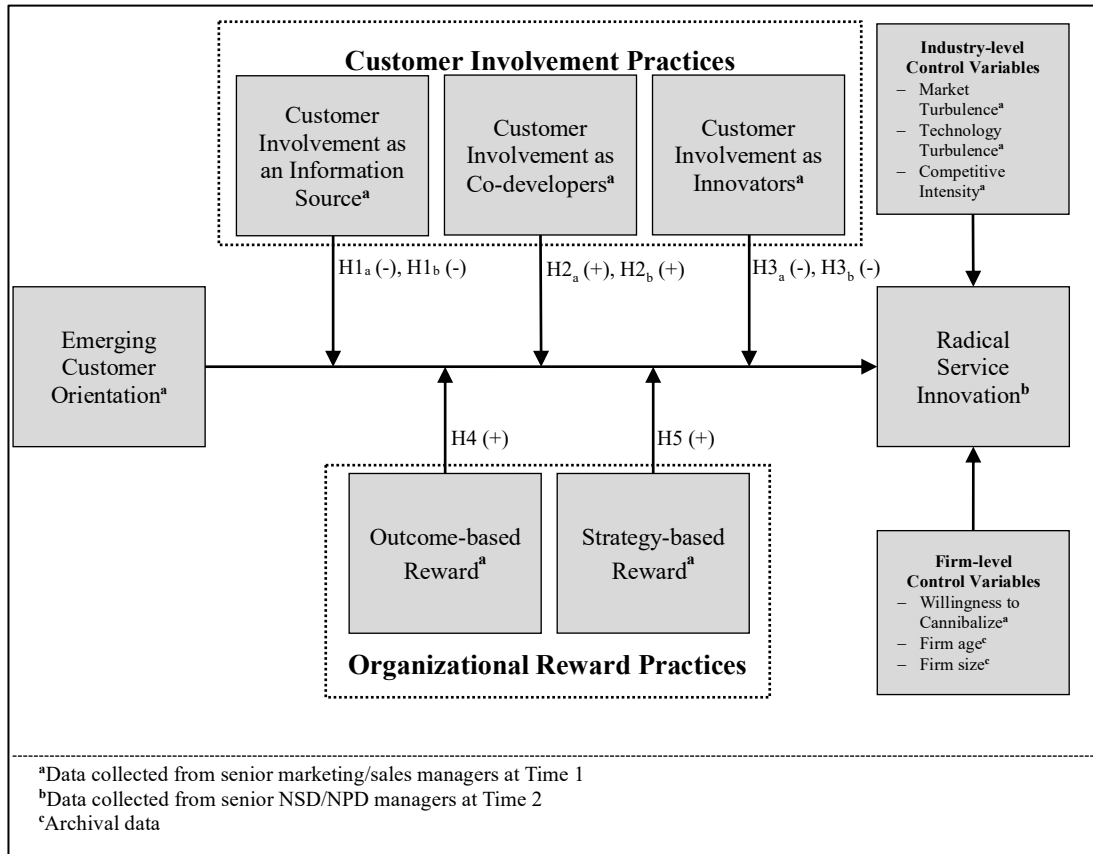 Customer Involvement Practices
Customer
Involvement as
an Information
Sourceᵃ
Customer
Involvement as
Co-developersᵃ
Customer
Involvement as
Innovatorsᵃ
Industry-level
Control Variables
– Market
Turbulenceᵃ
– Technology
Turbulenceᵃ
– Competitive
Intensityᵃ
H1ₐ (-), H1b (-)
H2ₐ (+), H2b (+)
H3ₐ (-), H3b (-)
Emerging
Customer
Orientationᵃ
Radical
Service
Innovationᵇ
H4 (+)
H5 (+)
Outcome-based
Rewardᵃ
Strategy-based
Rewardᵃ
Organizational Reward Practices
Firm-level
Control Variables
– Willingness to
Cannibalizeᵃ
– Firm ageᶜ
– Firm sizeᶜ
ᵃData collected from senior marketing/sales managers at Time 1
ᵇData collected from senior NSD/NPD managers at Time 2
ᶜArchival data